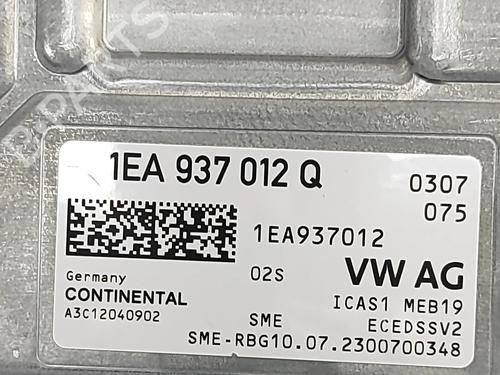 1EA 937 012 Q
0307
075
1EA937012
Germany
02S
VW AG
CONTINENTAL
ICAS1 MEB19
A3C12040902
SME
ECEDSSV2
SME-RBG10.07.2300700348
B-PARTS